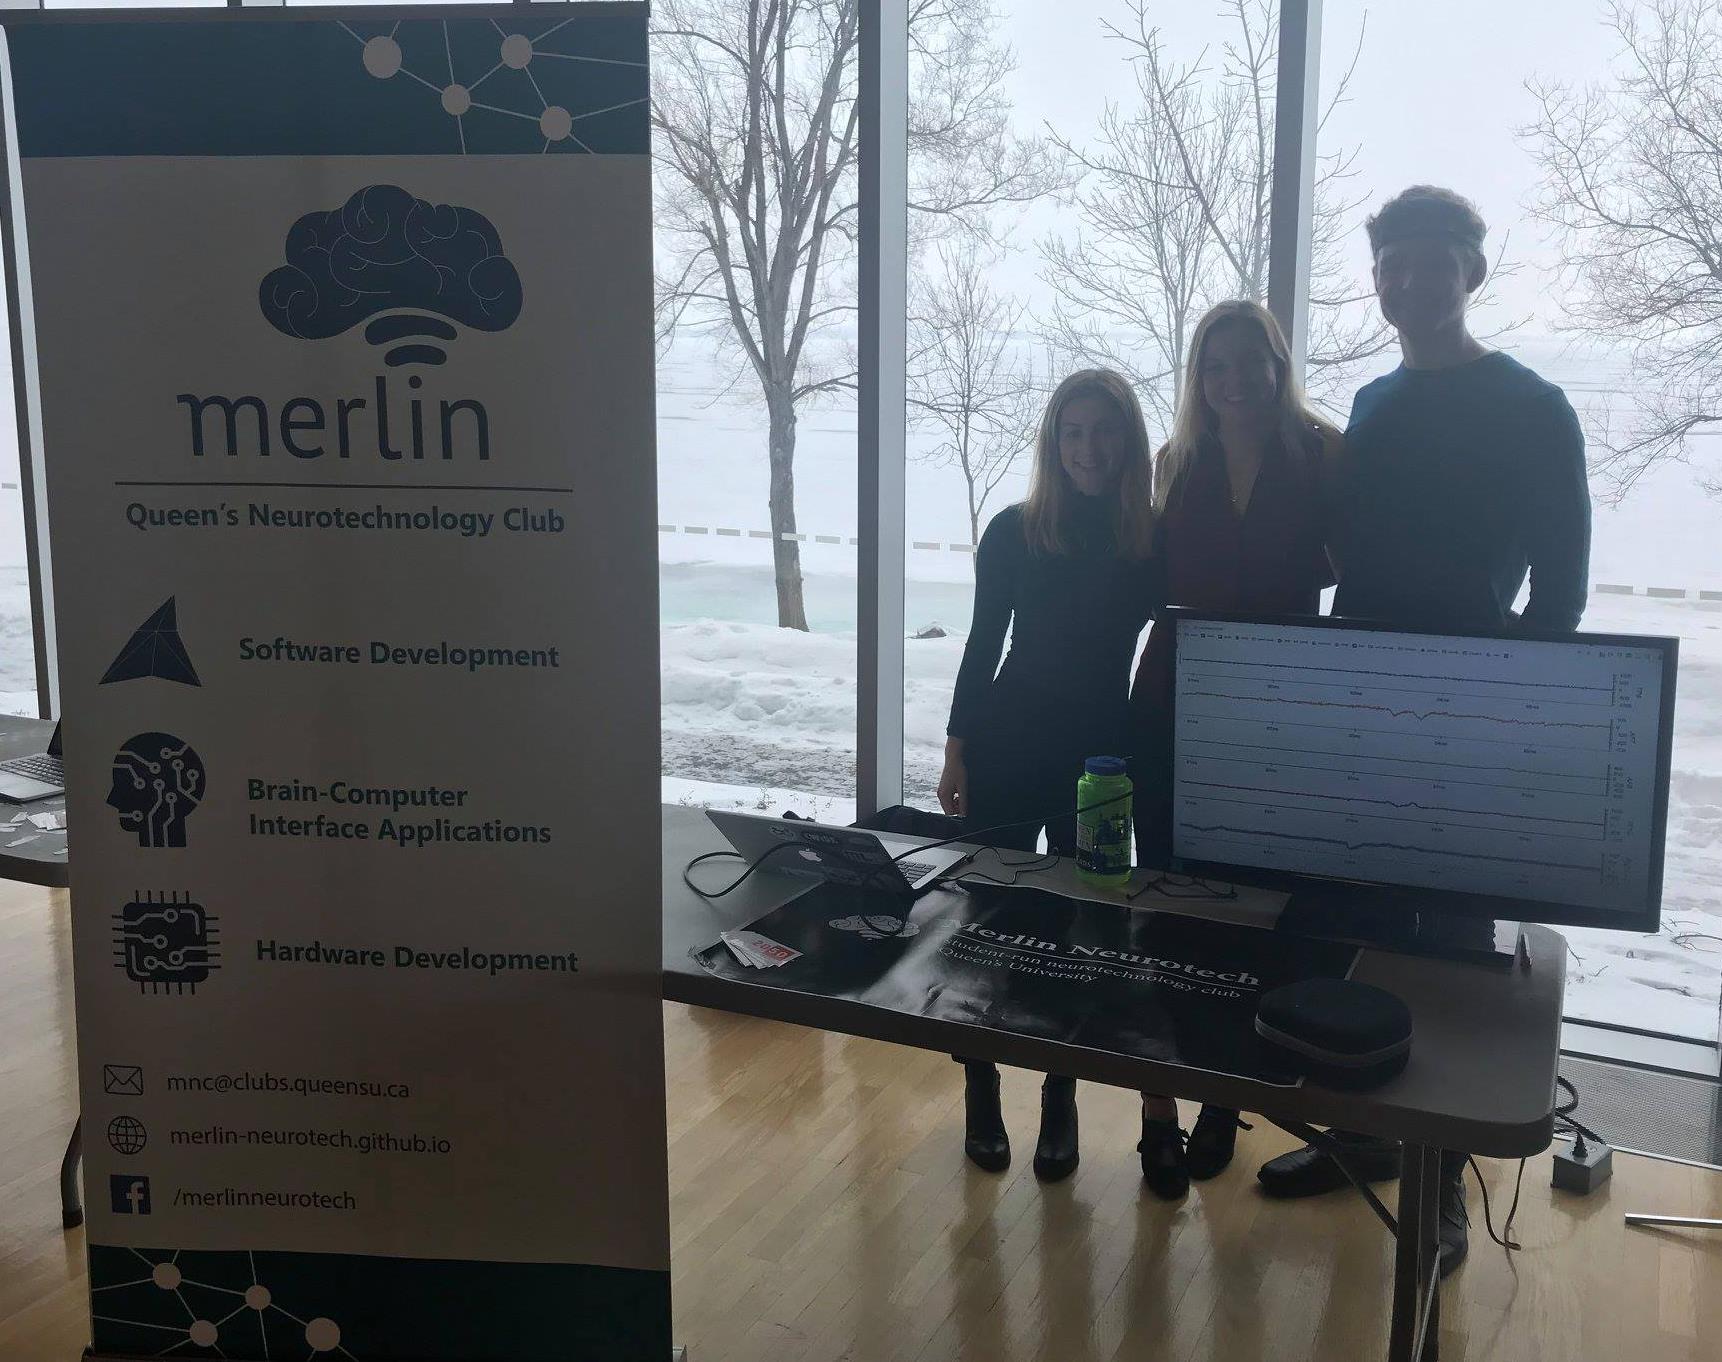 merlin
Queen's Neurotechnology Club
Software Development
Brain-Computer
Interface Applications
Hardware Development
mnc@clubs.queensu.ca
merlin-neurotech.github.io
/merlinneurotech
Merlin Neurotech
student-run neurotechnology club
Queen's University